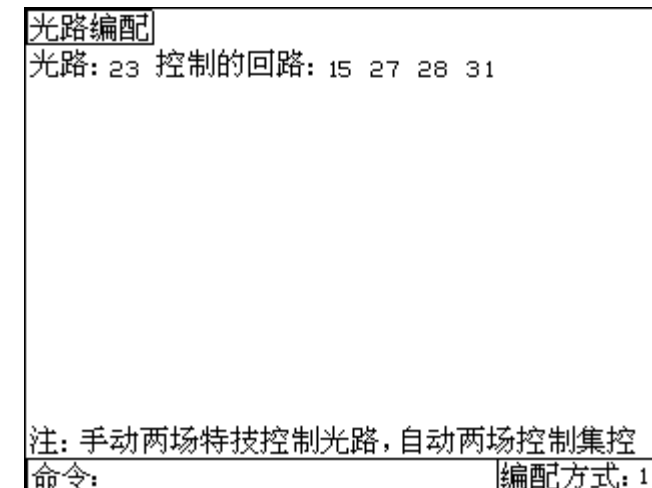 光路编配
光路: 23 控制的回路: 15 27 28 31
注: 手动两场特技控制光路,自动两场控制集控
命令: 编配方式: 1